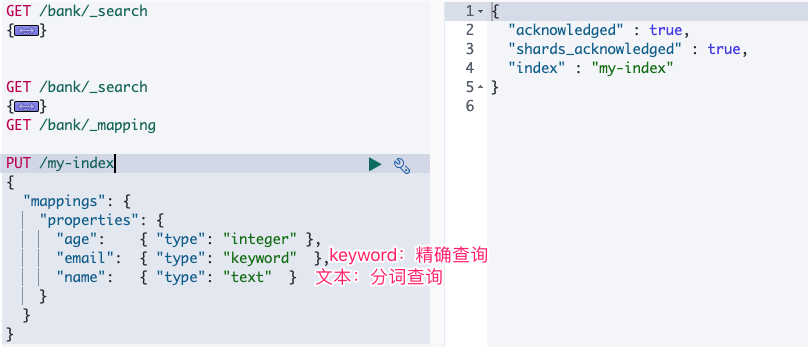 GET /bank/_search
{}
GET /bank/_search
{}
GET /bank/_mapping
PUT /my-index
{
  "mappings": {
    "properties": {
      "age":    { "type": "integer" },
      "email":  { "type": "keyword"  }, keyword：精确查询
      "name":   { "type": "text"  } 文本：分词查询
    }
  }
}
1 {
2   "acknowledged" : true,
3   "shards_acknowledged" : true,
4   "index" : "my-index"
5 }
6